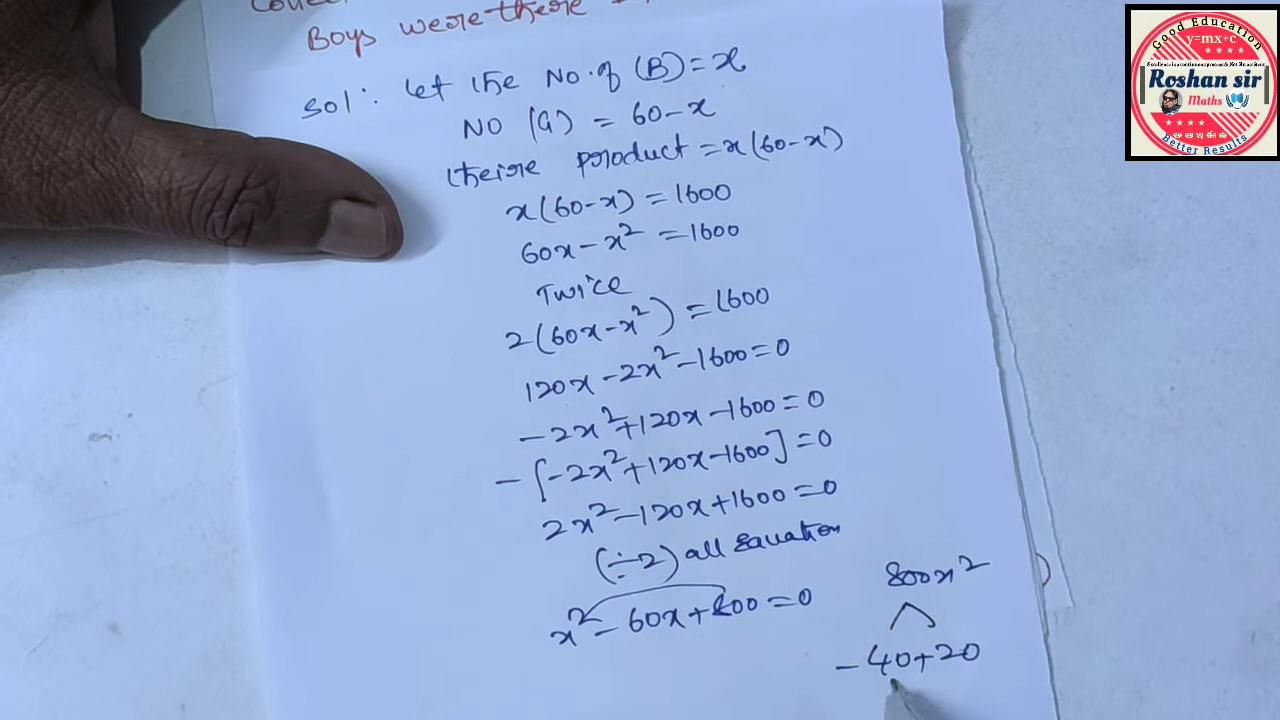 Boys were there
Sol: let the No. of (B) = x
NO (G) = 60-x
theire product = x(60-x)
x(60-x) = 1600
60x - x² = 1600
Twice
2(60x-x²) = 1600
120x - 2x² - 1600 = 0
-2x² + 120x - 1600 = 0
-[-2x² + 120x - 1600] = 0
2x² - 120x + 1600 = 0
(÷2) all Equation
x² - 60x + 800 = 0
800x²
-40+20
Good Education
y=mx+c
Roshan sir
Maths
Better Results